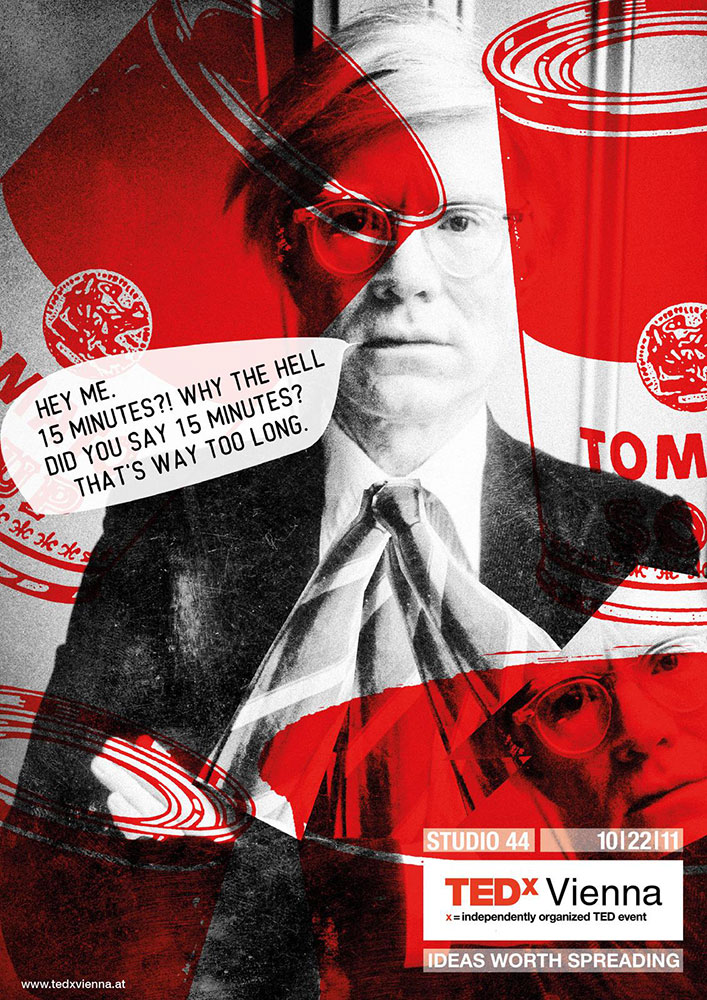 HEY ME.
15 MINUTES?! WHY THE HELL
DID YOU SAY 15 MINUTES?
THAT'S WAY TOO LONG.
TOM
SO
STUDIO 44 10|22|11
TEDx Vienna
x = independently organized TED event
IDEAS WORTH SPREADING
www.tedxvienna.at